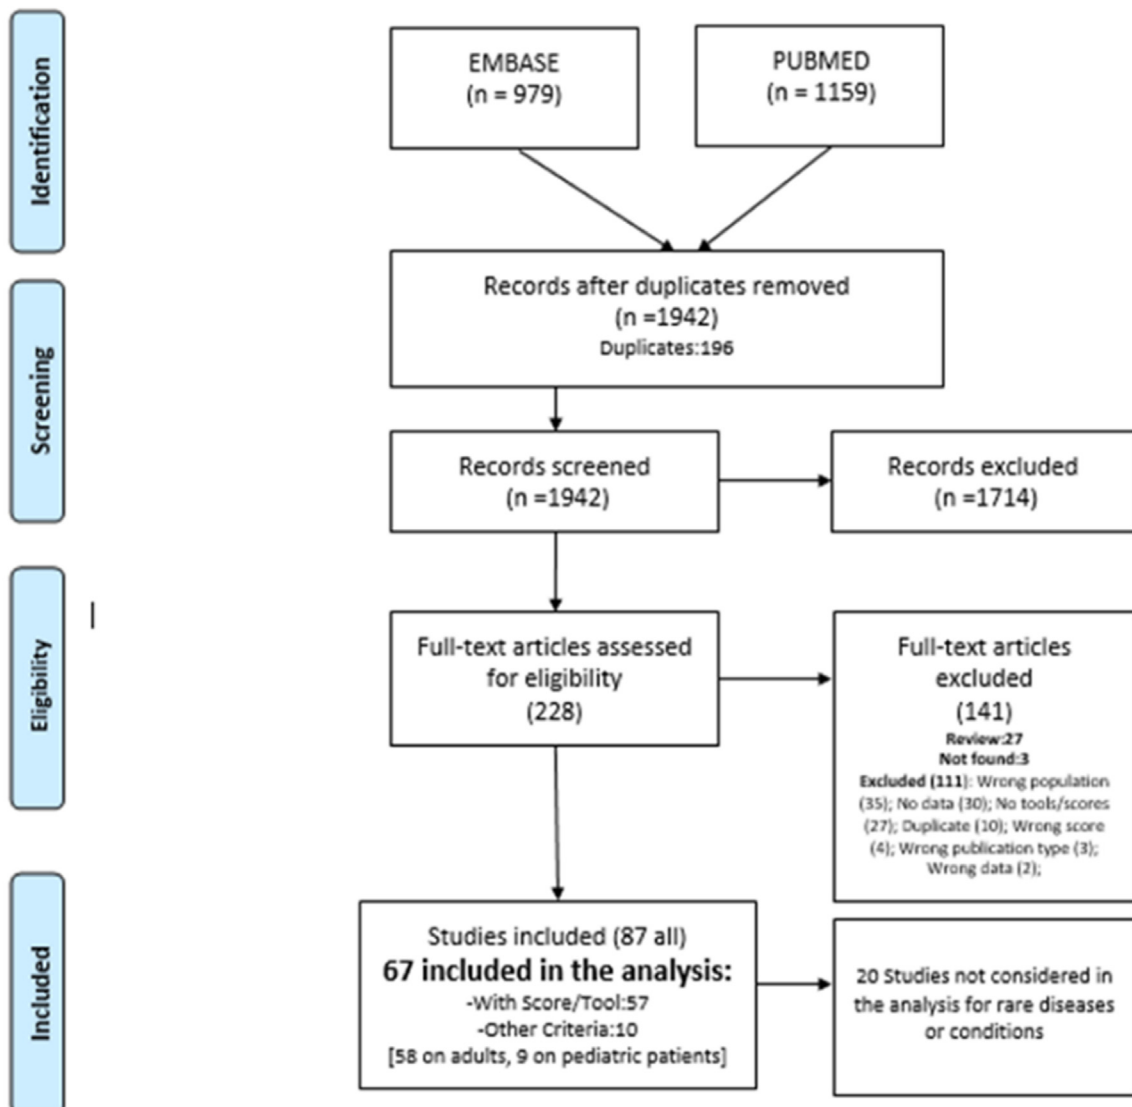 Identification
EMBASE
(n = 979)
PUBMED
(n = 1159)
Records after duplicates removed
(n =1942)
Duplicates:196
Screening
Records screened
(n =1942)
Records excluded
(n =1714)
Eligibility
Full-text articles assessed
for eligibility
(228)
Full-text articles
excluded
(141)
Review:27
Not found:3
Excluded (111): Wrong population
(35); No data (30); No tools/scores
(27); Duplicate (10); Wrong score
(4); Wrong publication type (3);
Wrong data (2);
Included
Studies included (87 all)
67 included in the analysis:
-With Score/Tool:57
-Other Criteria:10
[58 on adults, 9 on pediatric patients]
20 Studies not considered in
the analysis for rare diseases
or conditions